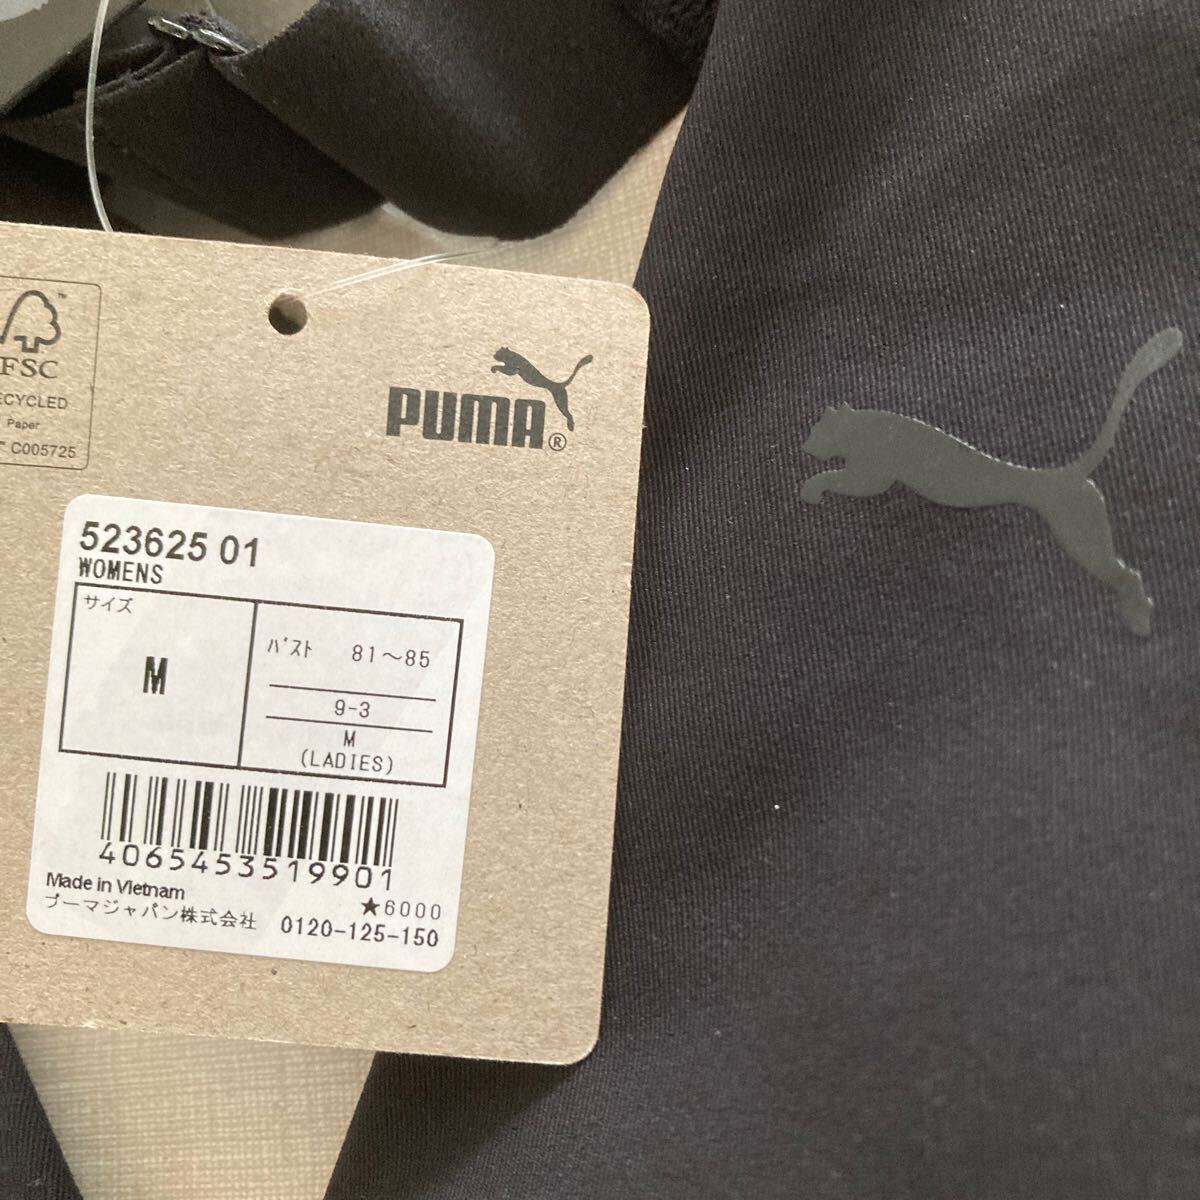 PUMA®
FSC
™
RECYCLED
Paper
C005725
523625 01
WOMENS
サイズ
M
バスト 81～85
9-3
M
(LADIES)
4065453519901
Made in Vietnam
★6000
プーマジャパン株式会社 0120-125-150